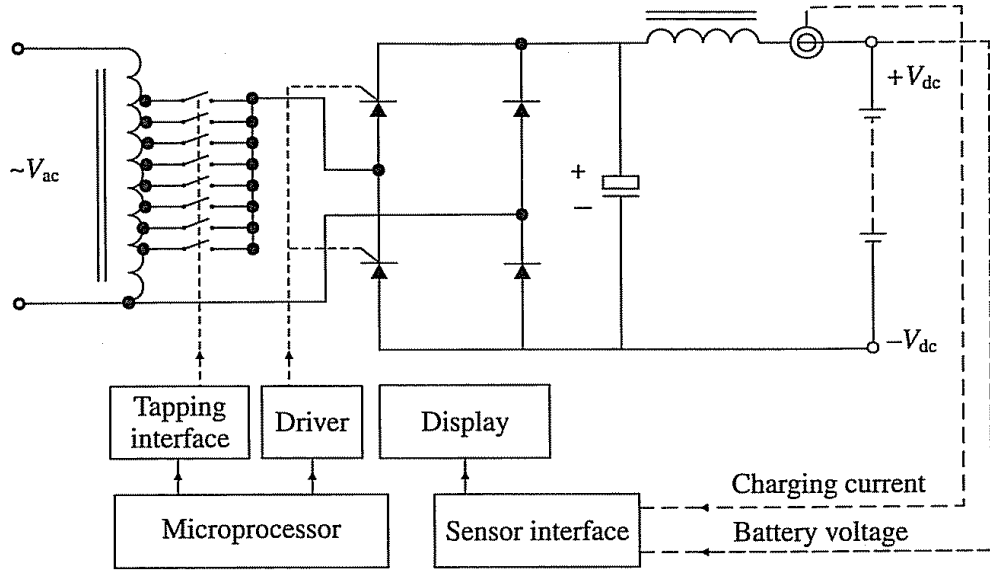 +V_dc
~V_ac
+
−
−V_dc
Tapping
interface
Driver
Display
Charging current
Microprocessor
Sensor interface
Battery voltage